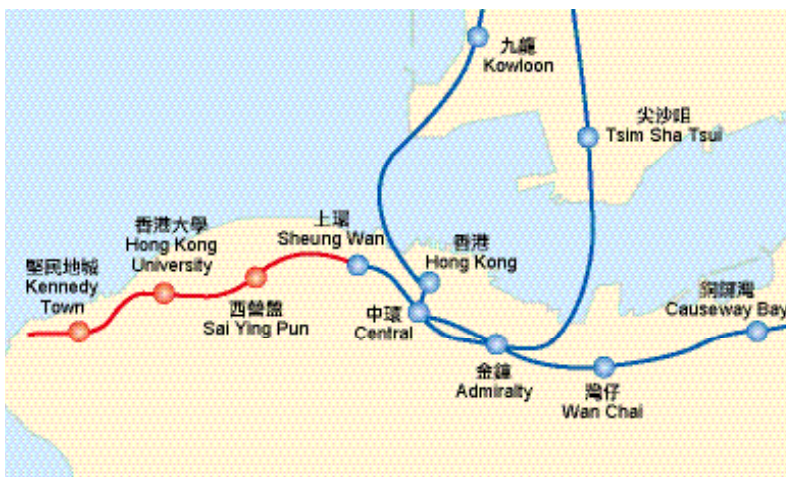 九龍
Kowloon
尖沙咀
Tsim Sha Tsui
上環
Sheung Wan
香港大學
Hong Kong
University
香港
Hong Kong
堅尼地城
Kennedy
Town
西營盤
Sai Ying Pun
中環
Central
銅鑼灣
Causeway Bay
金鐘
Admiralty
灣仔
Wan Chai